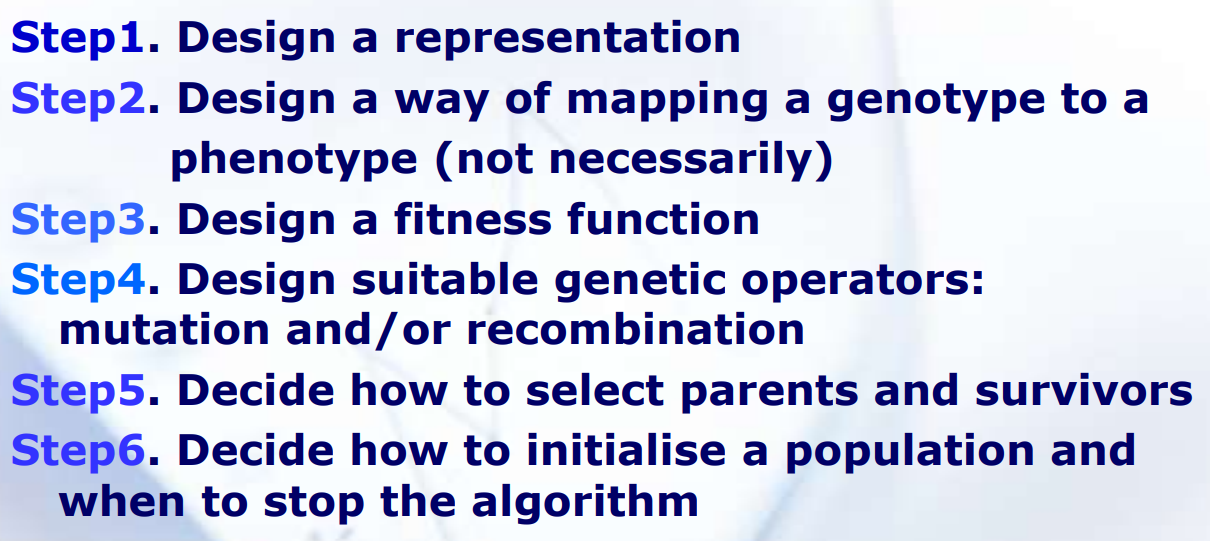 Step1. Design a representation
Step2. Design a way of mapping a genotype to a
phenotype (not necessarily)
Step3. Design a fitness function
Step4. Design suitable genetic operators:
mutation and/or recombination
Step5. Decide how to select parents and survivors
Step6. Decide how to initialise a population and
when to stop the algorithm